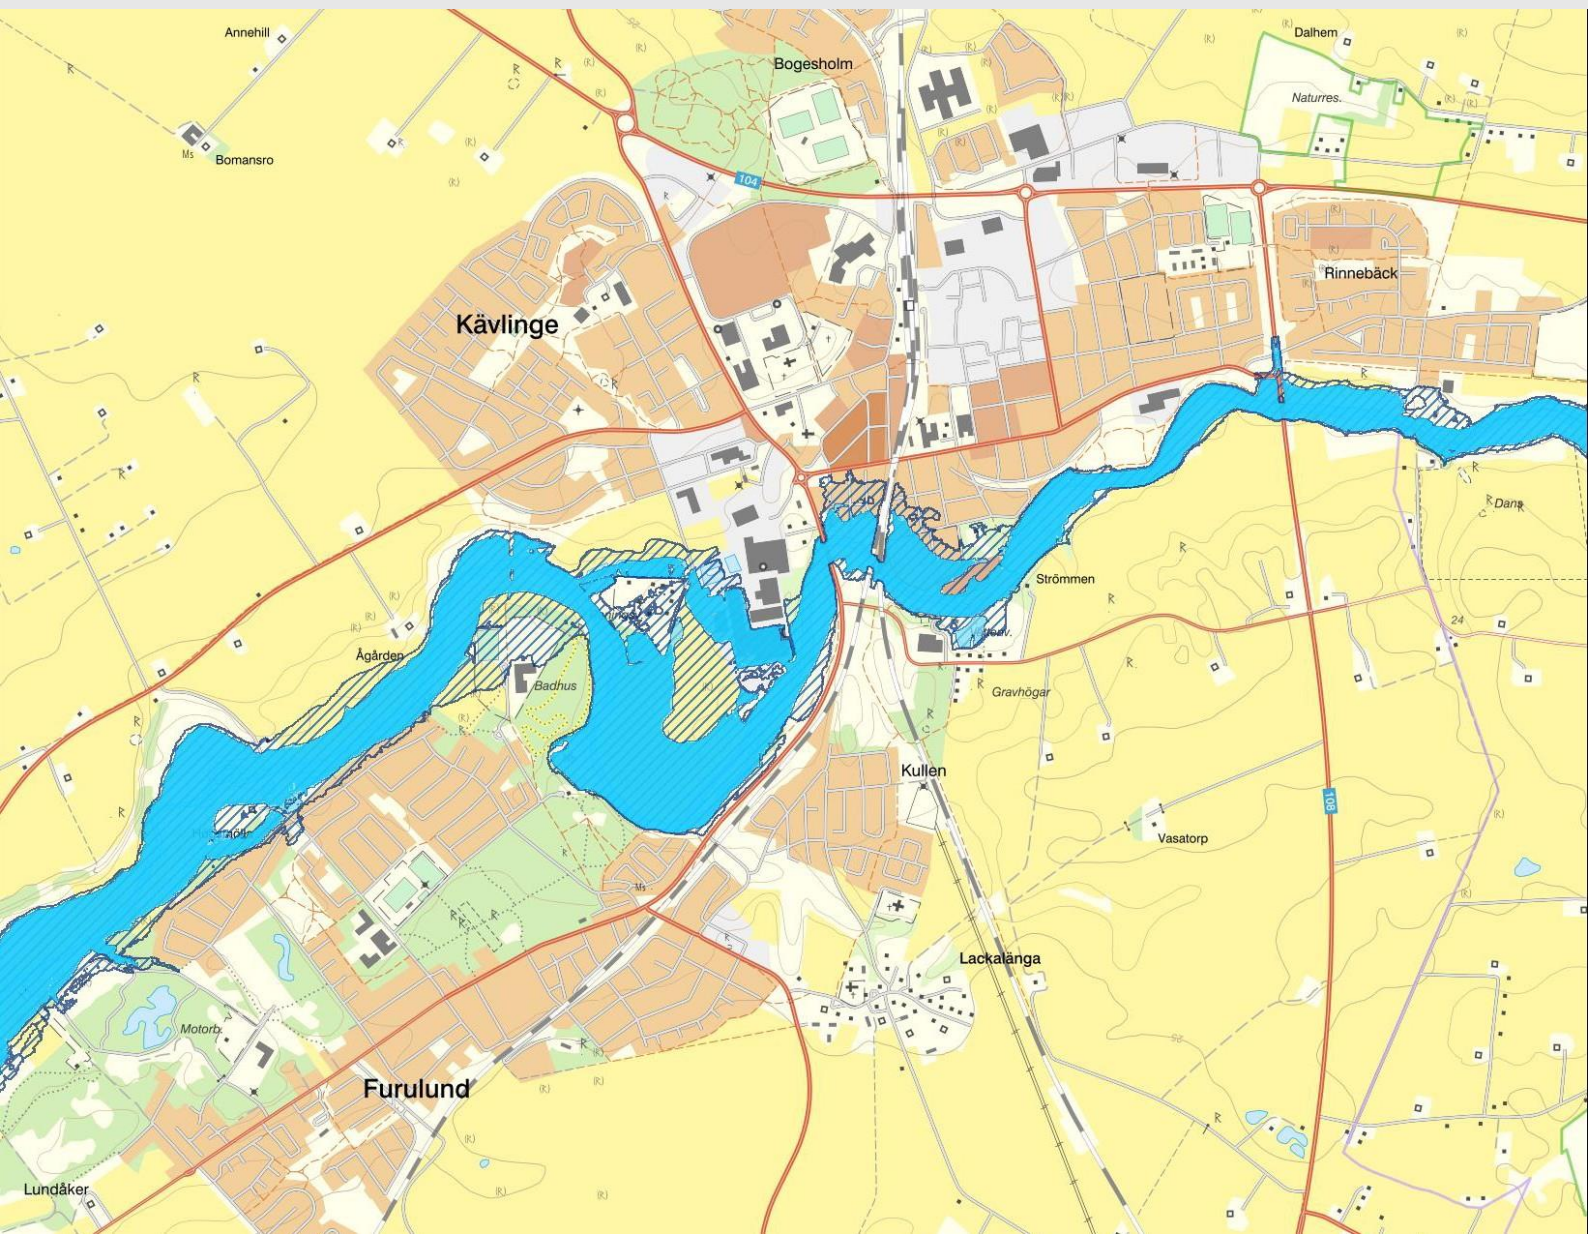 Annehill
Dalhem
Bogesholm
Naturres.
Ms
Bomansro
104
Rinnebäck
Kävlinge
Dans
Strömmen
Ågården
24
Badhus
Gravhögar
Kullen
108
Vasatorp
Ms
Lackalänga
Motorb.
Furulund
Lundåker